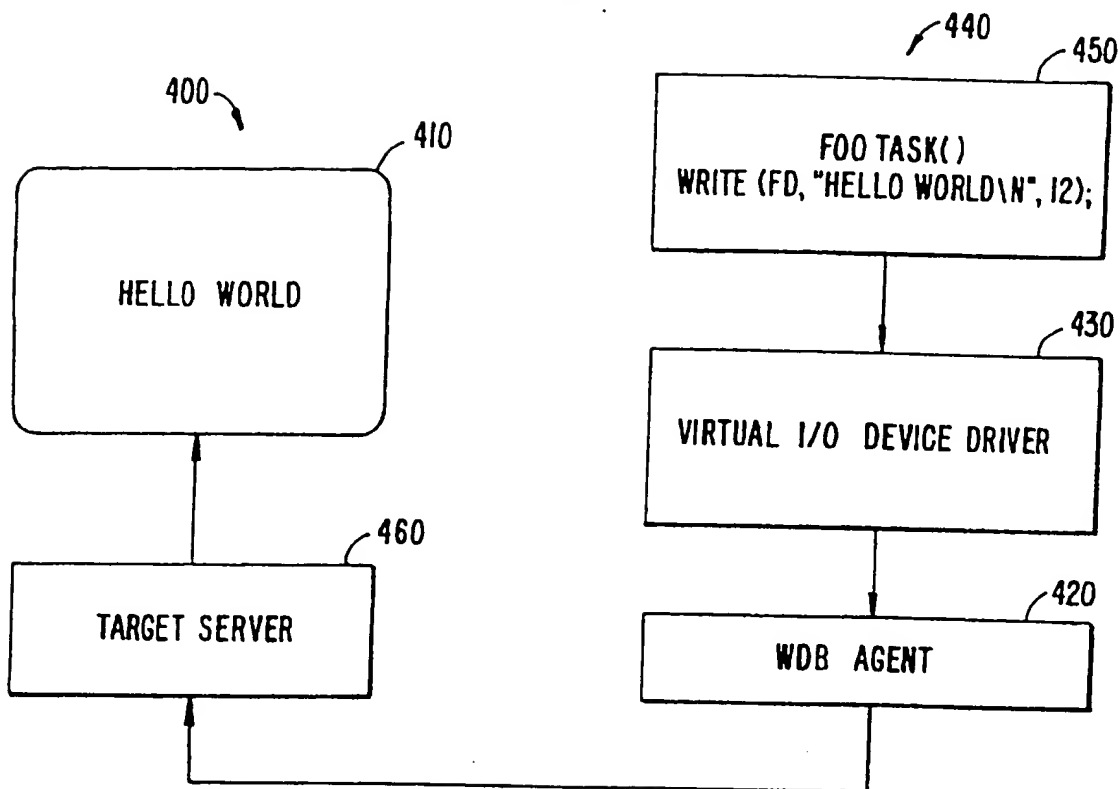 440
450
400
410
FOO TASK()
WRITE (FD, "HELLO WORLD\N", 12);
HELLO WORLD
430
VIRTUAL I/O DEVICE DRIVER
460
TARGET SERVER
420
WDB AGENT